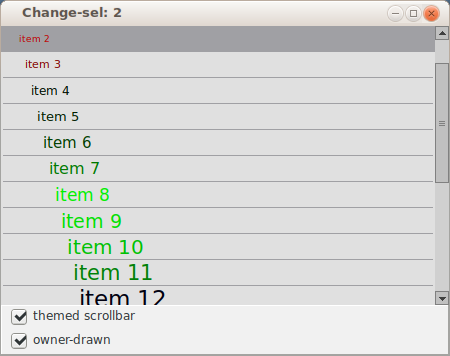 Change-sel: 2
item 2
item 3
item 4
item 5
item 6
item 7
item 8
item 9
item 10
item 11
item 12
themed scrollbar
owner-drawn